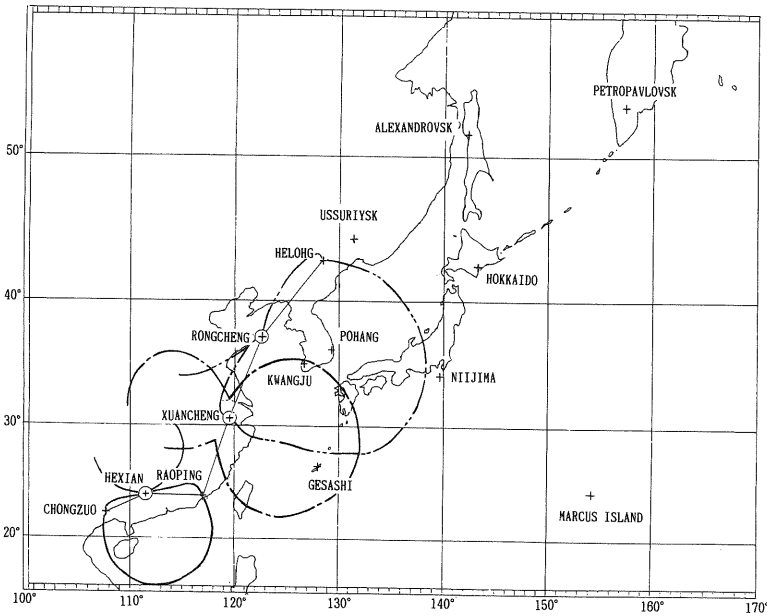 PETROPAVLOVSK
ALEXANDROVSK
50°
USSURIYSK
HELOHG
HOKKAIDO
40°
RONGCHENG
POHANG
KWANGJU
NIIJIMA
XUANCHENG
30°
HEXIAN
RAOPING
GESASHI
CHONGZUO
MARCUS ISLAND
20°
100°
110°
120°
130°
140°
150°
160°
170°